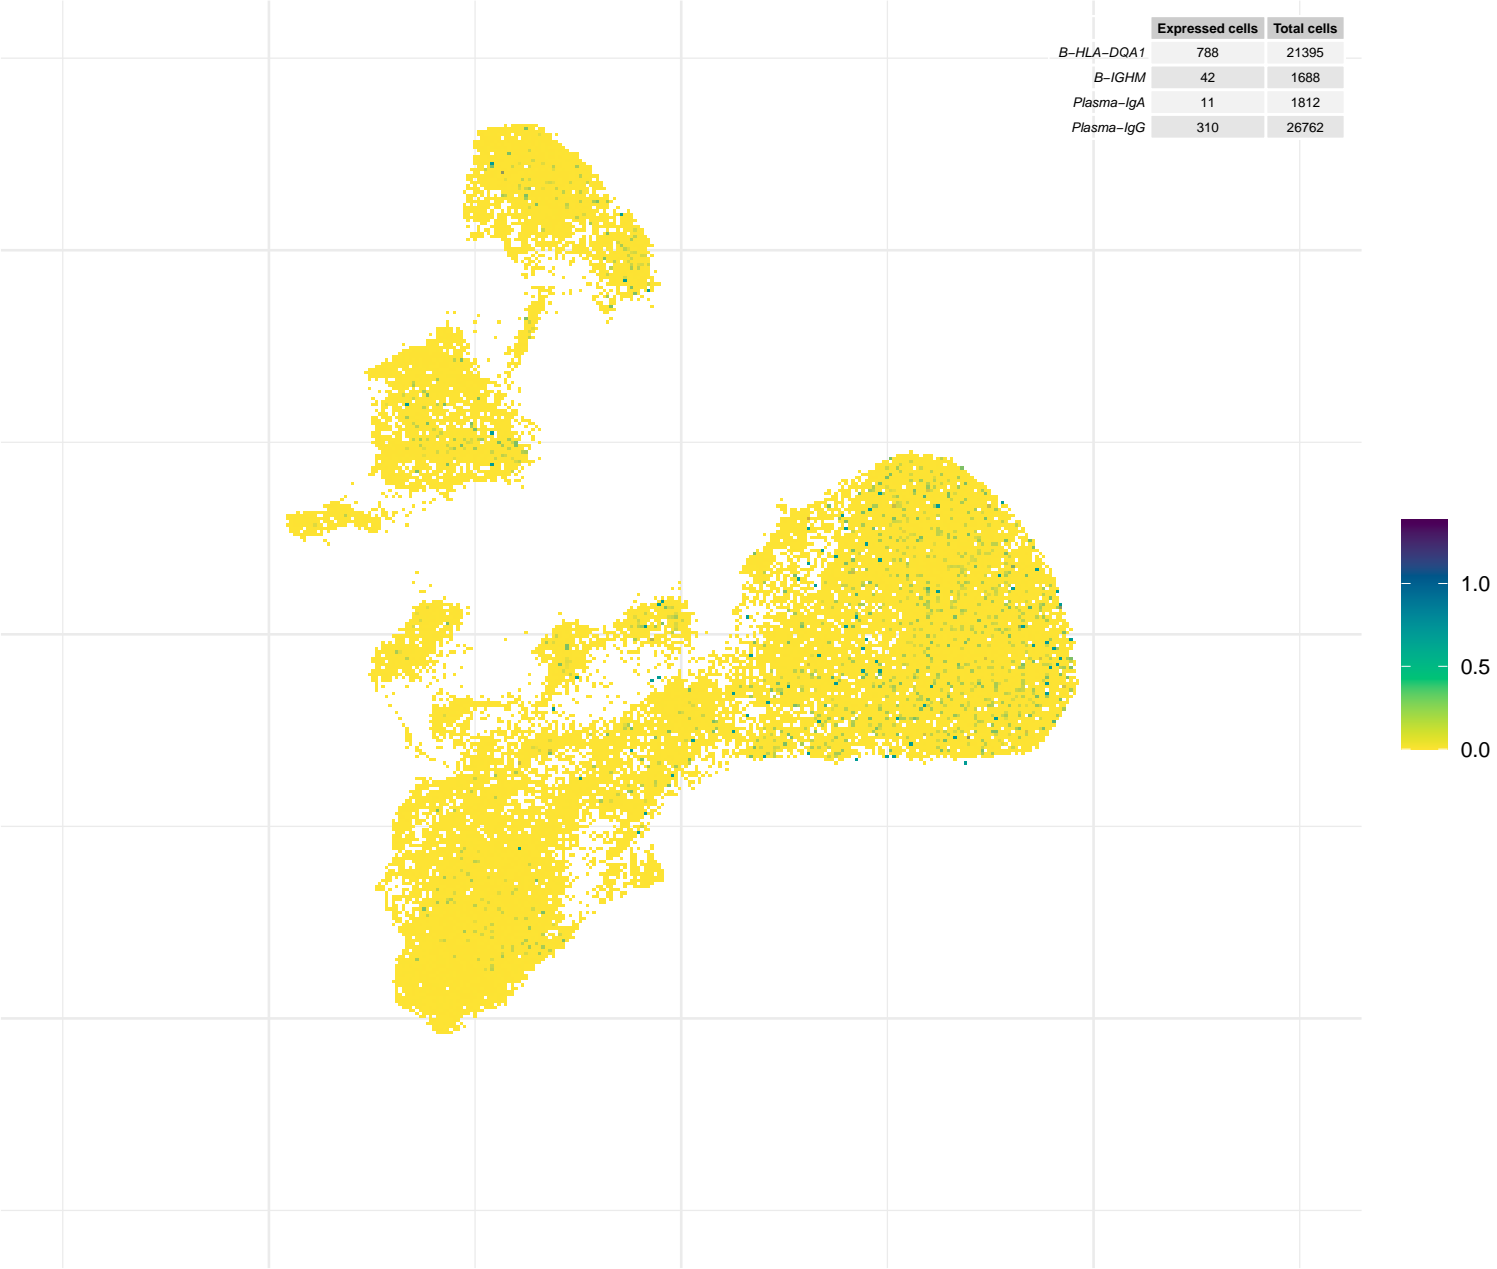 Expressed cells Total cells
B-HLA-DQA1 788 21395
B-IGHM 42 1688
Plasma-IgA 11 1812
Plasma-IgG 310 26762
1.0
0.5
0.0